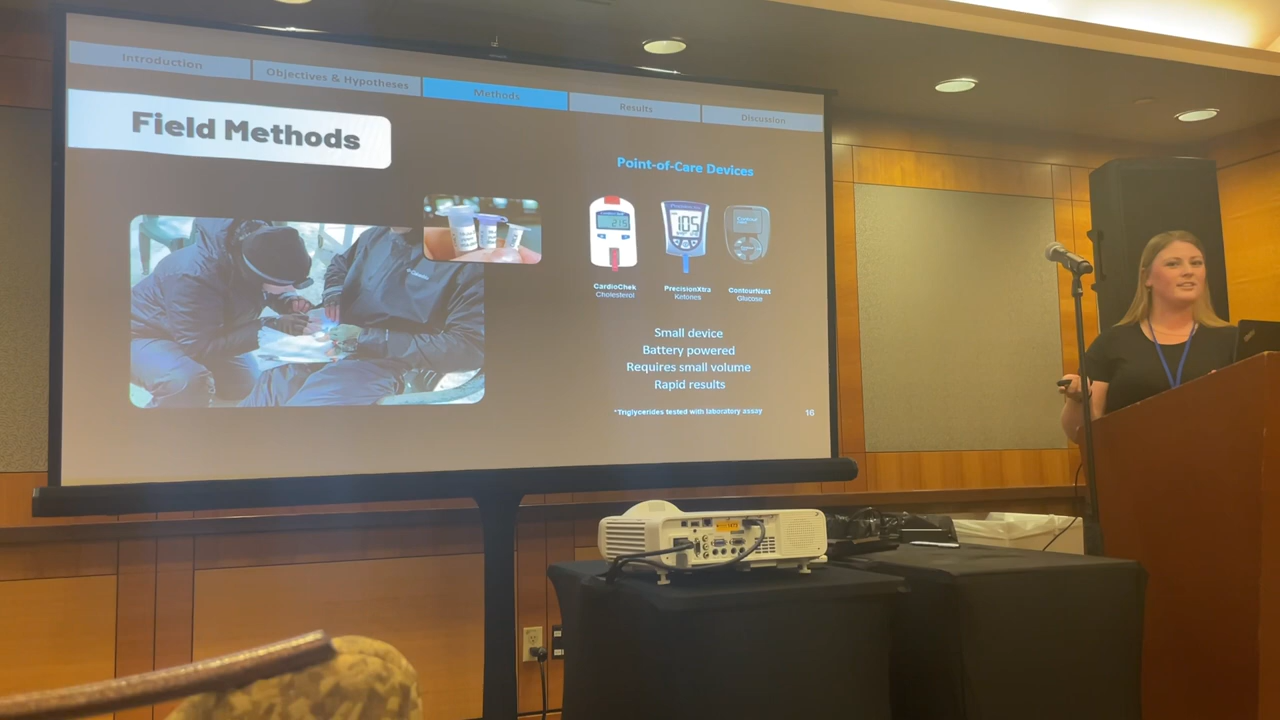 Introduction
Objectives & Hypotheses
Methods
Results
Discussion
Field Methods
Point-of-Care Devices
105
CardioChek
Cholesterol
PrecisionXtra
Ketones
ContourNext
Glucose
Small device
Battery powered
Requires small volume
Rapid results
*Triglycerides tested with laboratory assay
16